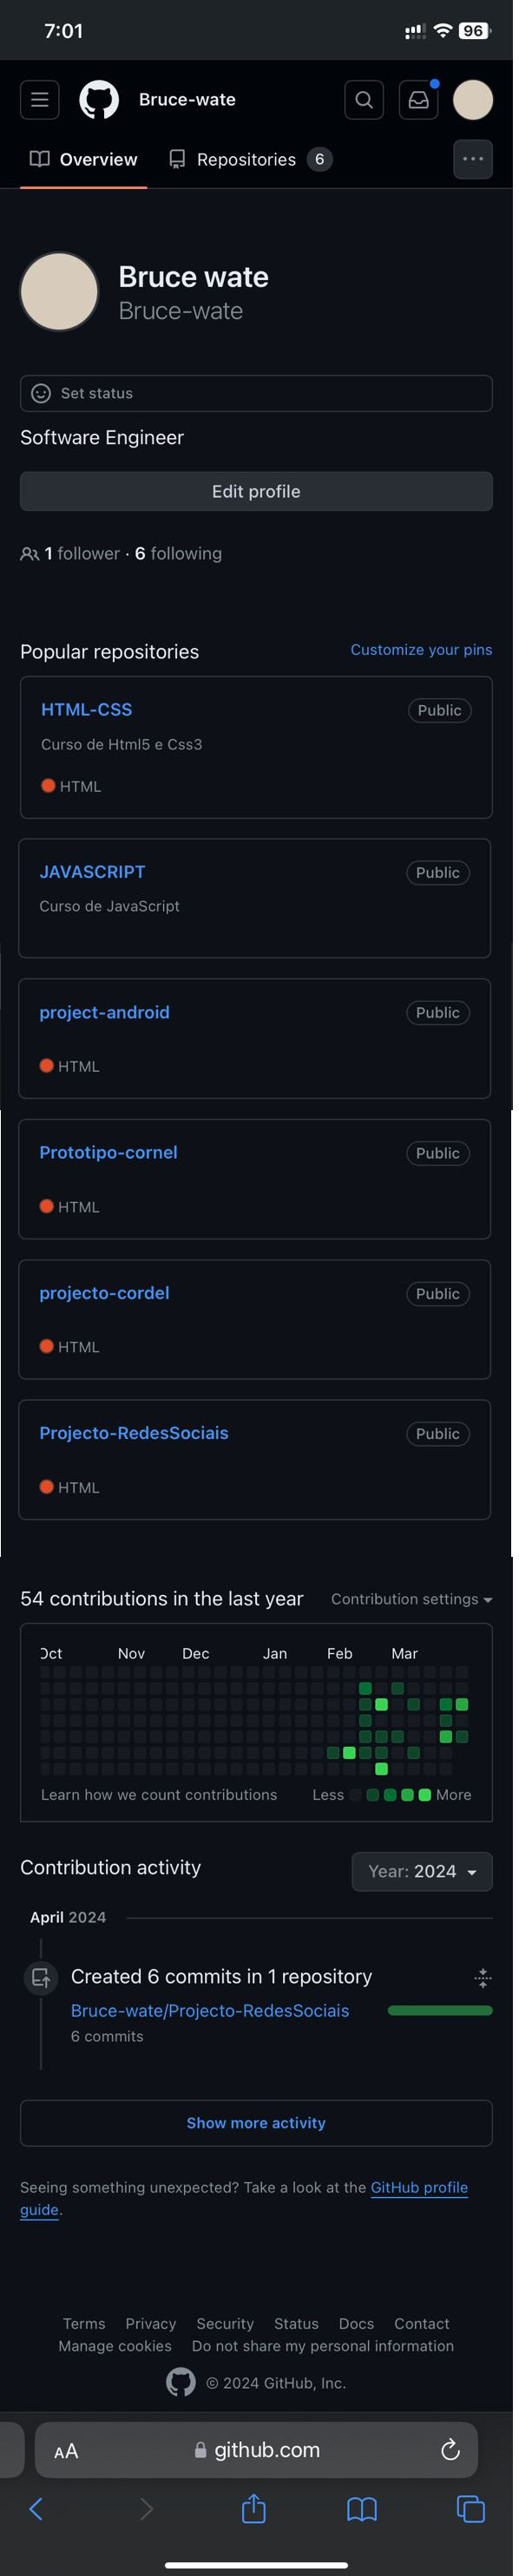 7:01
96
Bruce-wate
Overview
Repositories 6
Bruce wate
Bruce-wate
Set status
Software Engineer
Edit profile
1 follower · 6 following
Popular repositories
Customize your pins
HTML-CSS
Public
Curso de Html5 e Css3
HTML
JAVASCRIPT
Public
Curso de JavaScript
project-android
Public
HTML
Prototipo-cornel
Public
HTML
projecto-cordel
Public
HTML
Projecto-RedesSociais
Public
HTML
54 contributions in the last year
Contribution settings
Oct Nov Dec Jan Feb Mar
Learn how we count contributions
Less More
Contribution activity
Year: 2024
April 2024
Created 6 commits in 1 repository
Bruce-wate/Projecto-RedesSociais
6 commits
Show more activity
Seeing something unexpected? Take a look at the GitHub profile
guide.
Terms Privacy Security Status Docs Contact
Manage cookies Do not share my personal information
© 2024 GitHub, Inc.
AA
github.com